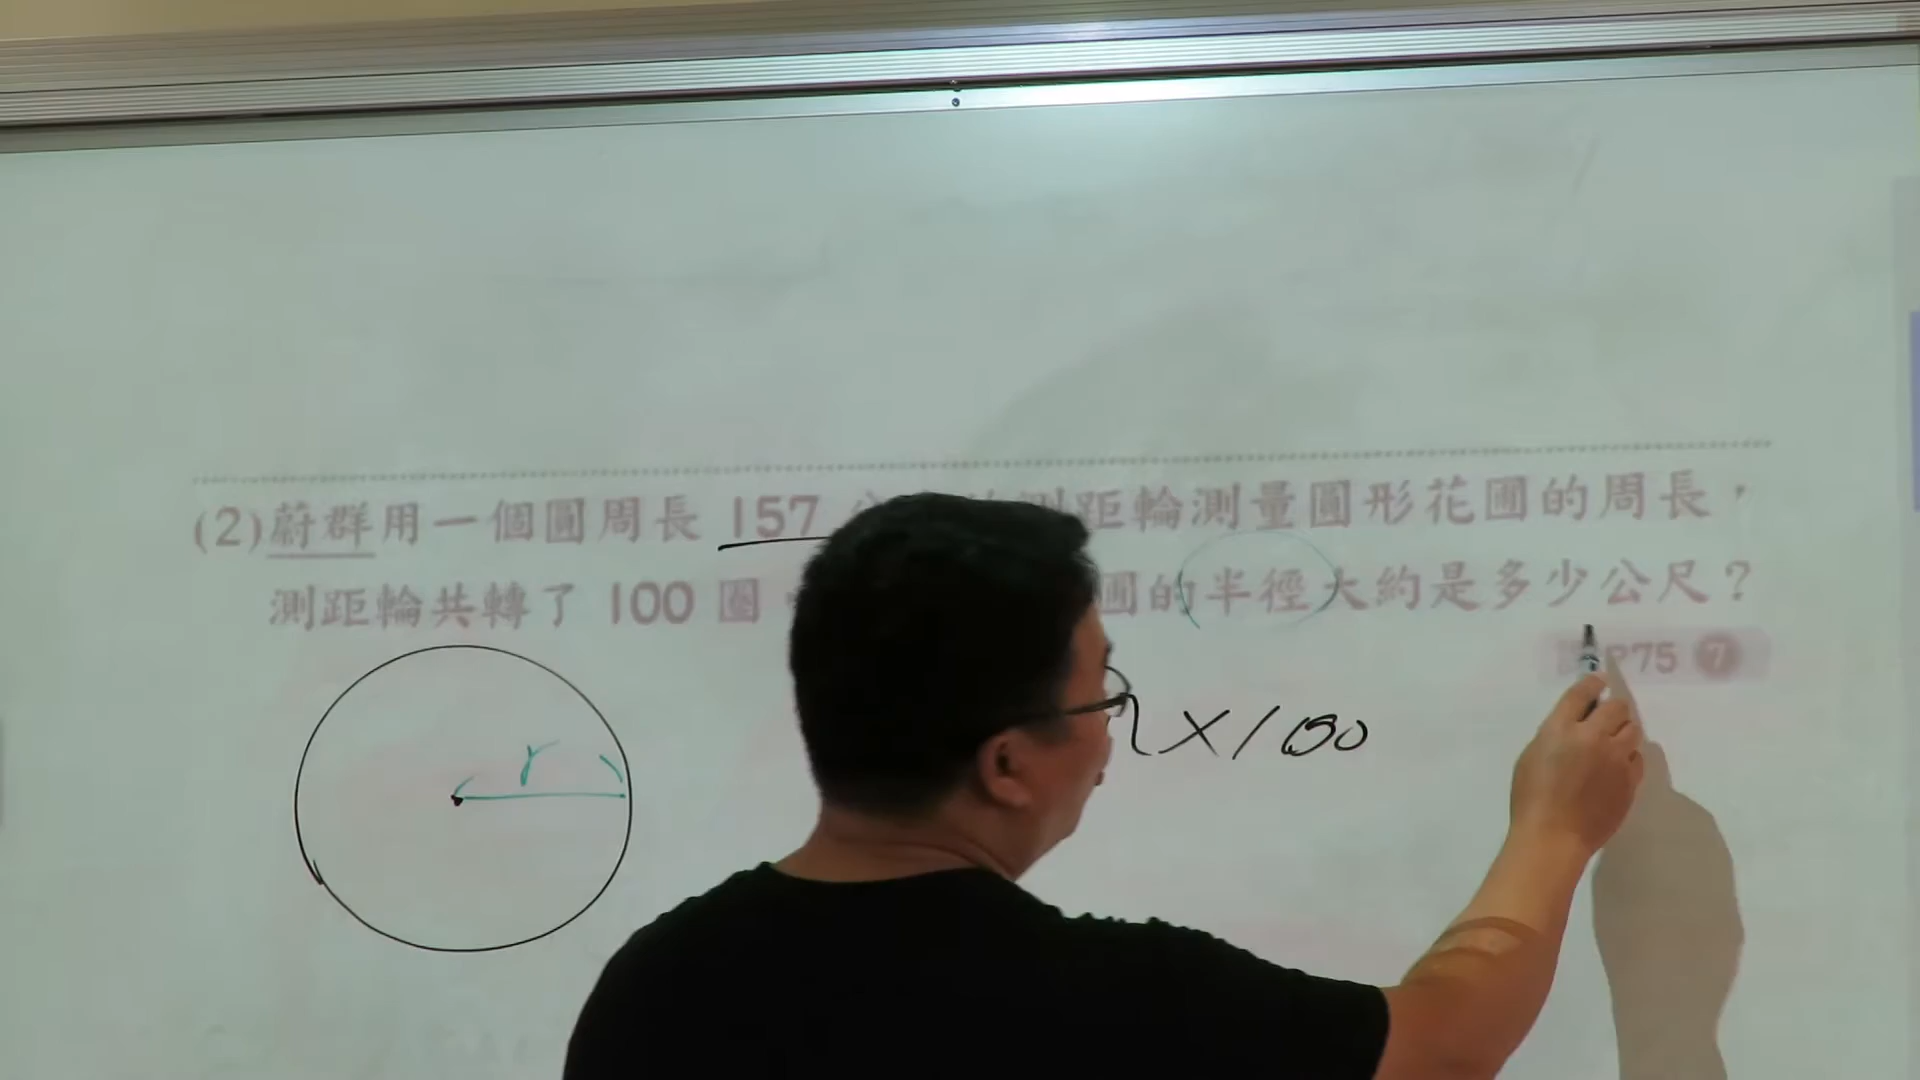 (2)蔚群用一個圓周長 157 測距輪測量圓形花圃的周長，
測距輪共轉了 100 圈 圃的半徑大約是多少公尺？
P75 7
r
X100